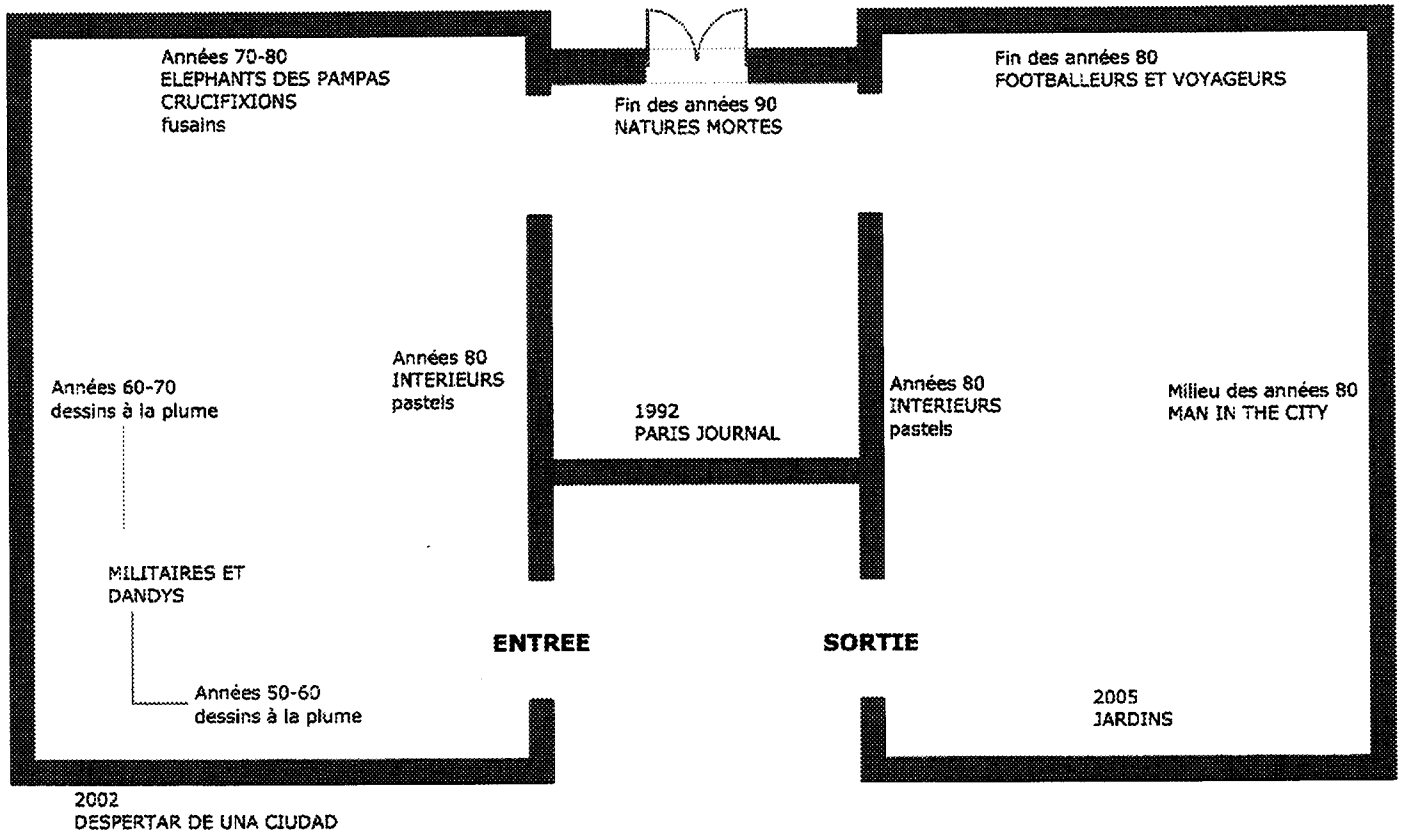 Années 70-80
ELEPHANTS DES PAMPAS
CRUCIFIXIONS
fusains
Fin des années 90
NATURES MORTES
Fin des années 80
FOOTBALLEURS ET VOYAGEURS
Années 60-70
dessins à la plume
Années 80
INTERIEURS
pastels
1992
PARIS JOURNAL
Années 80
INTERIEURS
pastels
Milieu des années 80
MAN IN THE CITY
MILITAIRES ET
DANDYS
ENTREE
SORTIE
Années 50-60
dessins à la plume
2005
JARDINS
2002
DESPERTAR DE UNA CIUDAD